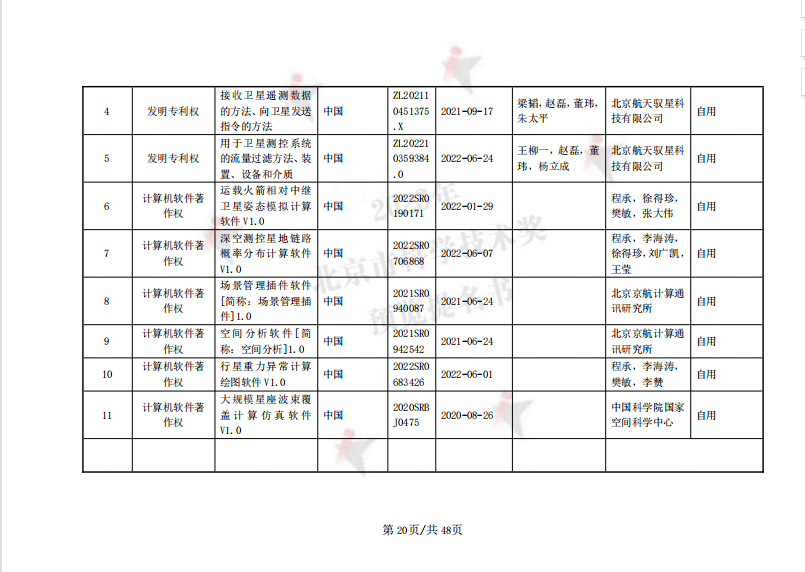 接收卫星遥测数据
的方法、向卫星发送
指令的方法
4
发明专利权
中国
ZL20211
0451375
.X
2021-09-17
梁韬,赵磊,董玮,
朱太平
北京航天驭星科
技有限公司
自用
5
发明专利权
用于卫星测控系统
的流量过滤方法、装
置、设备和介质
中国
ZL20221
0359384
.0
2022-06-24
王柳一,赵磊,董
玮,杨立成
北京航天驭星科
技有限公司
自用
6
计算机软件著
作权
运载火箭相对中继
卫星姿态模拟计算
软件V1.0
中国
2022SR0
190171
2022-01-29
程承,徐得珍,
樊敏,张大伟
自用
7
计算机软件著
作权
深空测控星地链路
概率分布计算软件
V1.0
中国
2022SR0
706868
2022-06-07
程承,李海涛,
徐得珍,刘广凯,
王莹
自用
8
计算机软件著
作权
场景管理插件软件
[简称:场景管理插
件]1.0
中国
2021SR0
940087
2021-06-24
北京京航计算通
讯研究所
自用
9
计算机软件著
作权
空间分析软件[简
称:空间分析]1.0
中国
2021SR0
942542
2021-06-24
北京京航计算通
讯研究所
自用
10
计算机软件著
作权
行星重力异常计算
绘图软件V1.0
中国
2022SR0
683426
2022-06-01
程承,李海涛,
樊敏,李赞
自用
11
计算机软件著
作权
大规模星座波束覆
盖计算仿真软件
V1.0
中国
2020SRB
J0475
2020-08-26
中国科学院国家
空间科学中心
自用
2023年
北京市科学技术奖
预览提名书
第 20页/共 48页